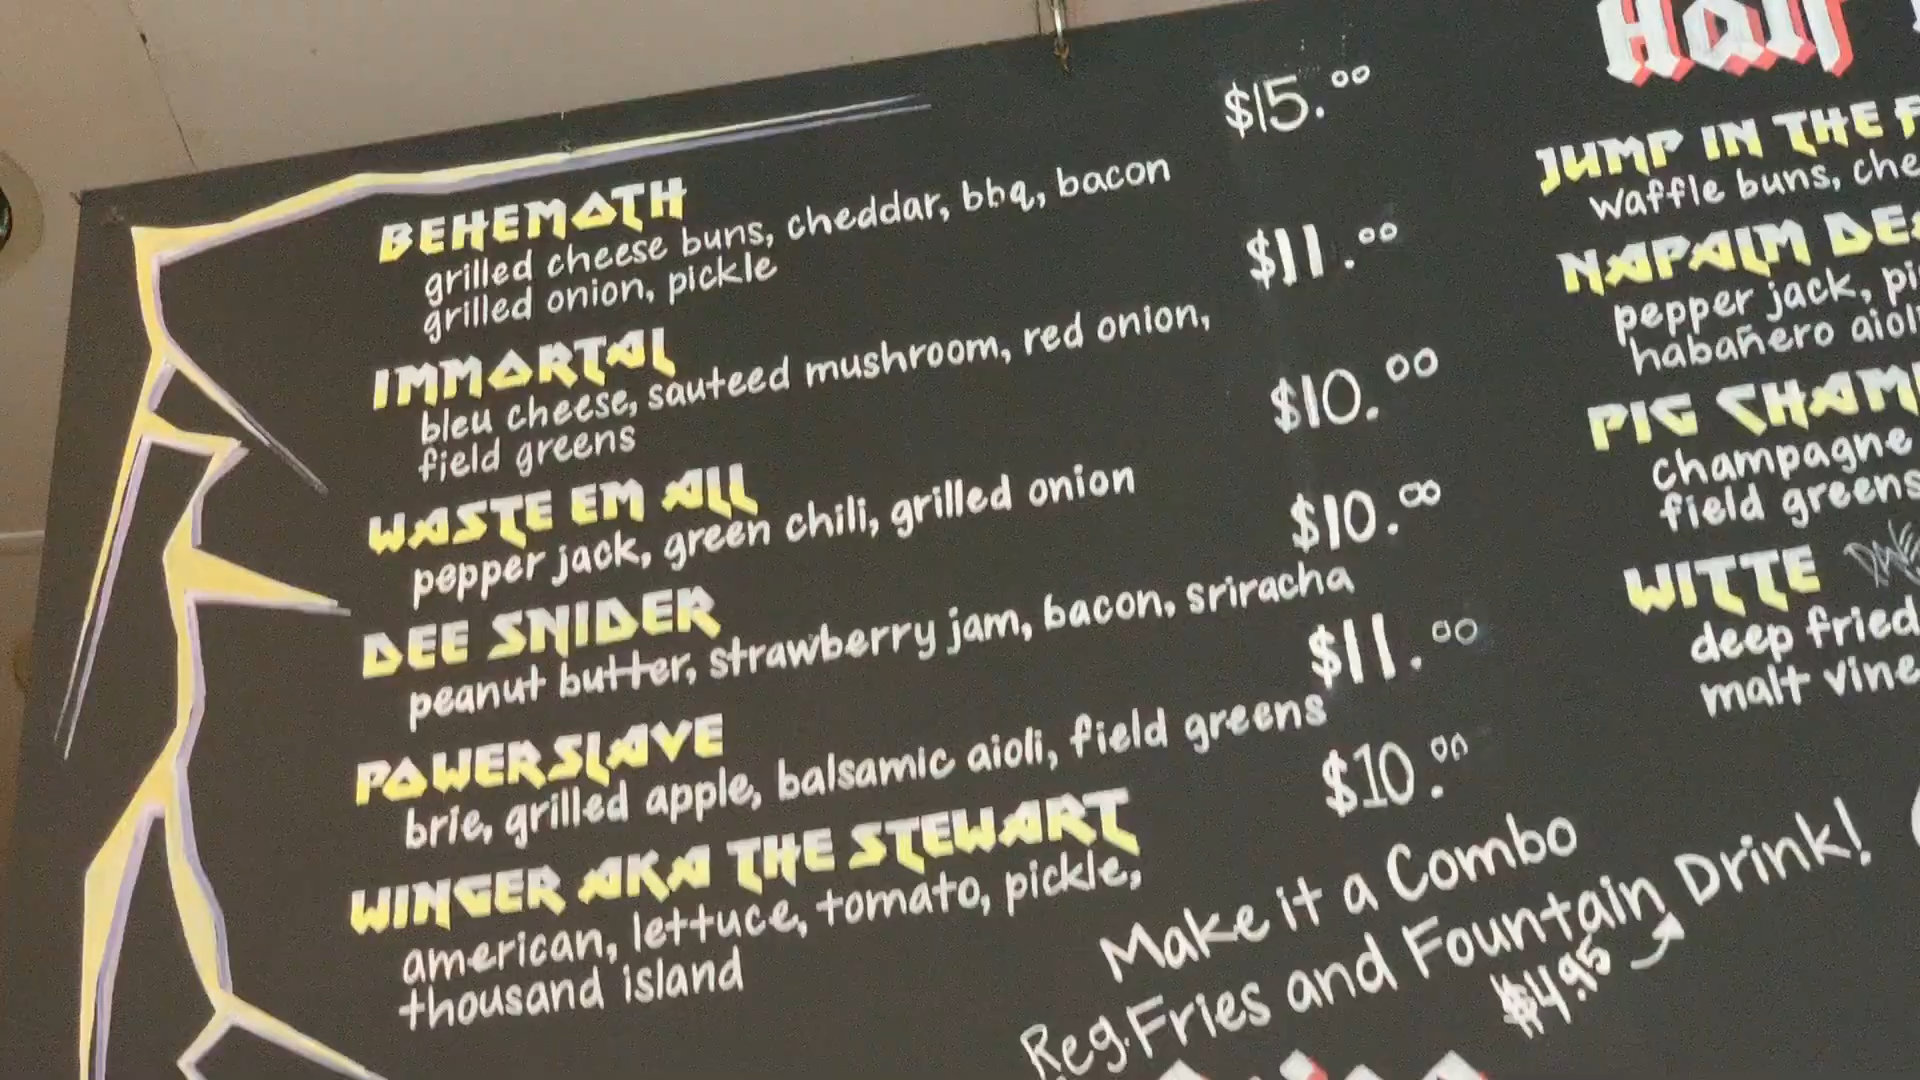 BEHEMOTH $15.00
grilled cheese buns, cheddar, bbq, bacon
grilled onion, pickle
IMMORTAL $11.00
bleu cheese, sauteed mushroom, red onion,
field greens
WASTE EM ALL $10.00
pepper jack, green chili, grilled onion
DEE SNIDER $10.00
peanut butter, strawberry jam, bacon, sriracha
POWERSLAVE $11.00
brie, grilled apple, balsamic aioli, field greens
WINGER AKA THE STEWART $10.00
american, lettuce, tomato, pickle,
thousand island
Make it a Combo
Reg. Fries and Fountain Drink!
$4.95
Half
JUMP IN THE
waffle buns,
NAPALM
pepper jack,
habañero
PIG
champagne
field greens
WITTE
deep fried
malt